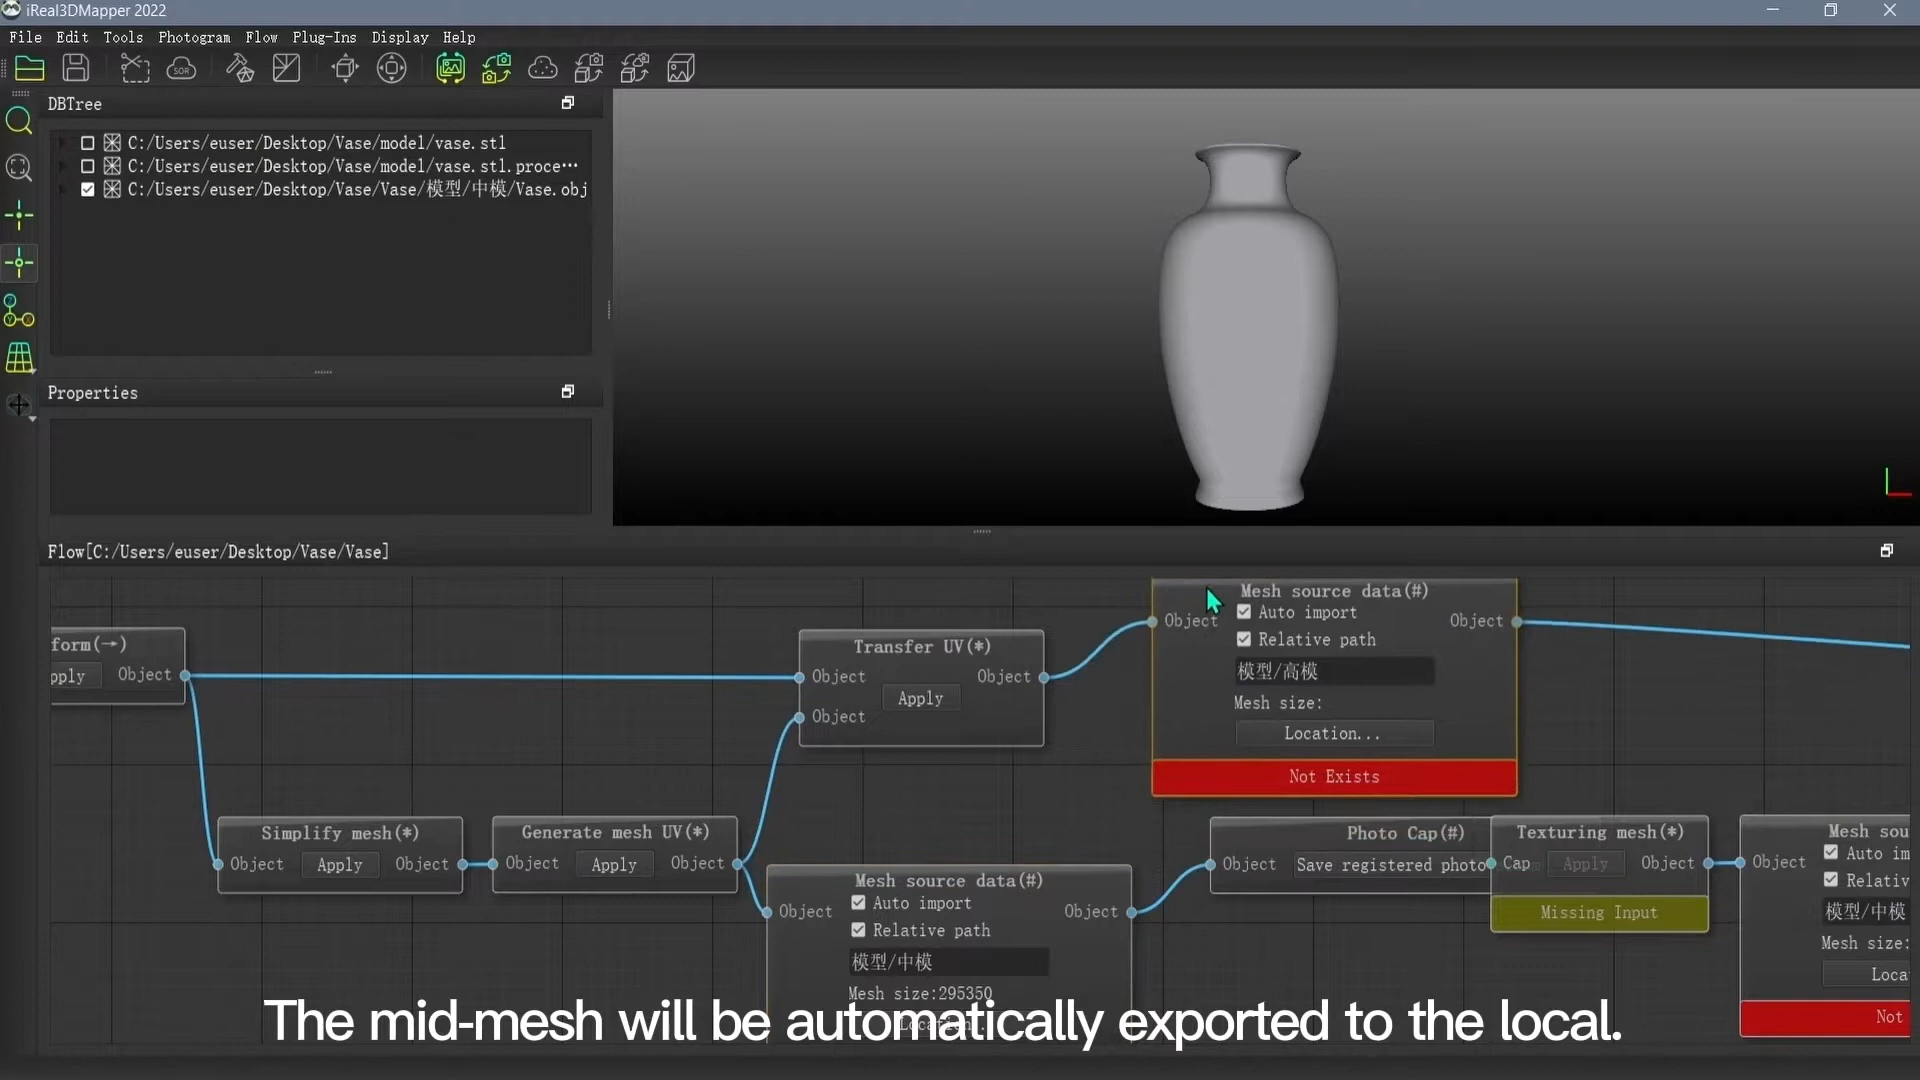 iReal3DMapper 2022
File Edit Tools Photogram Flow Plug-Ins Display Help
SOR
DBTree
C:/Users/euser/Desktop/Vase/model/vase.stl
C:/Users/euser/Desktop/Vase/model/vase.stl.proce…
C:/Users/euser/Desktop/Vase/Vase/模型/中模/Vase.obj
Properties
Flow[C:/Users/euser/Desktop/Vase/Vase]
form(→)
pply Object
Transfer UV(*)
Object Object
Apply
Object
Mesh source data(#)
Object Auto import Object
Relative path
模型/高模
Mesh size:
Location...
Not Exists
Simplify mesh(*)
Object Apply Object
Generate mesh UV(*)
Object Apply Object
Mesh source data(#)
Object Auto import Object
Relative path
模型/中模
Mesh size:295350
Photo Cap(#)
Object Save registered photo
Texturing mesh(*)
Cap Apply Object
Missing Input
Mesh sou
Object Auto im
Relativ
模型/中模
Mesh size:
Loca
Not
The mid-mesh will be automatically exported to the local.